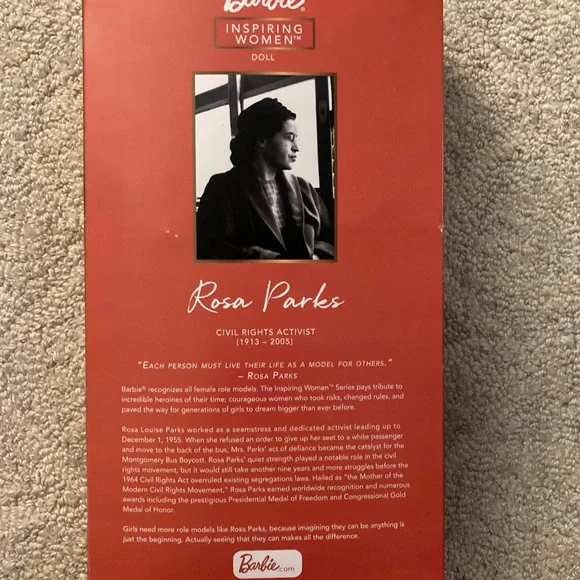 Barbie®
INSPIRING
WOMEN™
DOLL
Rosa Parks
CIVIL RIGHTS ACTIVIST
(1913 – 2005)
"EACH PERSON MUST LIVE THEIR LIFE AS A MODEL FOR OTHERS."
– ROSA PARKS
Barbie® recognizes all female role models. The Inspiring Women™ Series pays tribute to
incredible heroines of their time; courageous women who took risks, changed rules, and
paved the way for generations of girls to dream bigger than ever before.
Rosa Louise Parks worked as a seamstress and dedicated activist leading up to
December 1, 1955. When she refused an order to give up her seat to a white passenger
and move to the back of the bus, Mrs. Parks' act of defiance became the catalyst for the
Montgomery Bus Boycott. Rosa Parks' quiet strength played a notable role in the civil
rights movement, but it would still take another nine years and more struggles before the
1964 Civil Rights Act overruled existing segregations laws. Hailed as "the Mother of the
Modern Civil Rights Movement," Rosa Parks earned worldwide recognition and numerous
awards including the prestigious Presidential Medal of Freedom and Congressional Gold
Medal of Honor.
Girls need more role models like Rosa Parks, because imagining they can be anything is
just the beginning. Actually seeing that they can makes all the difference.
Barbie.com